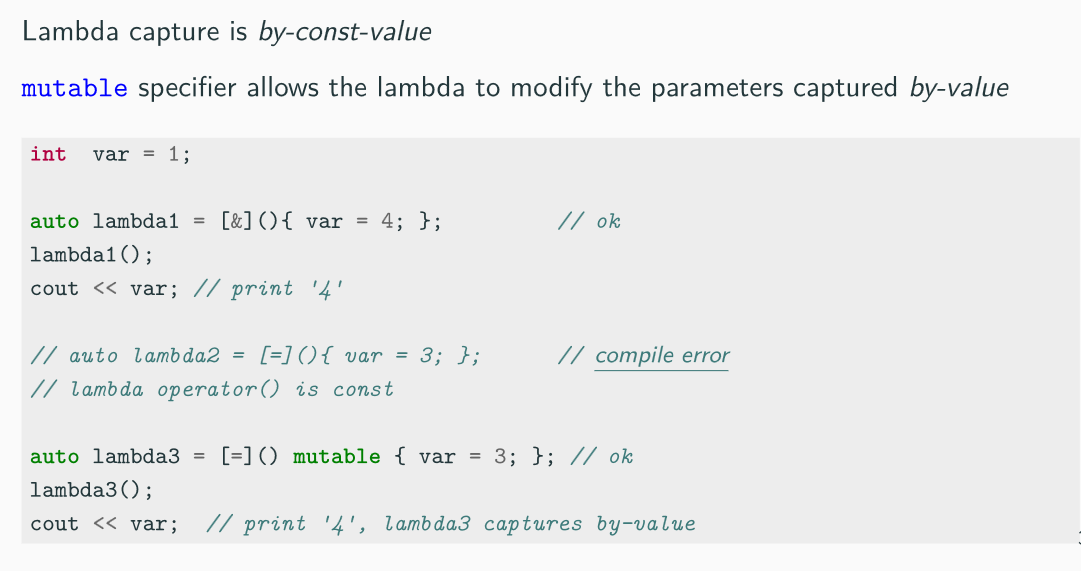 Lambda capture is by-const-value
mutable specifier allows the lambda to modify the parameters captured by-value
int  var = 1;
auto lambda1 = [&](){ var = 4; };         // ok
lambda1();
cout << var; // print '4'
// auto lambda2 = [=](){ var = 3; };      // compile error
// lambda operator() is const
auto lambda3 = [=]() mutable { var = 3; }; // ok
lambda3();
cout << var;  // print '4', lambda3 captures by-value